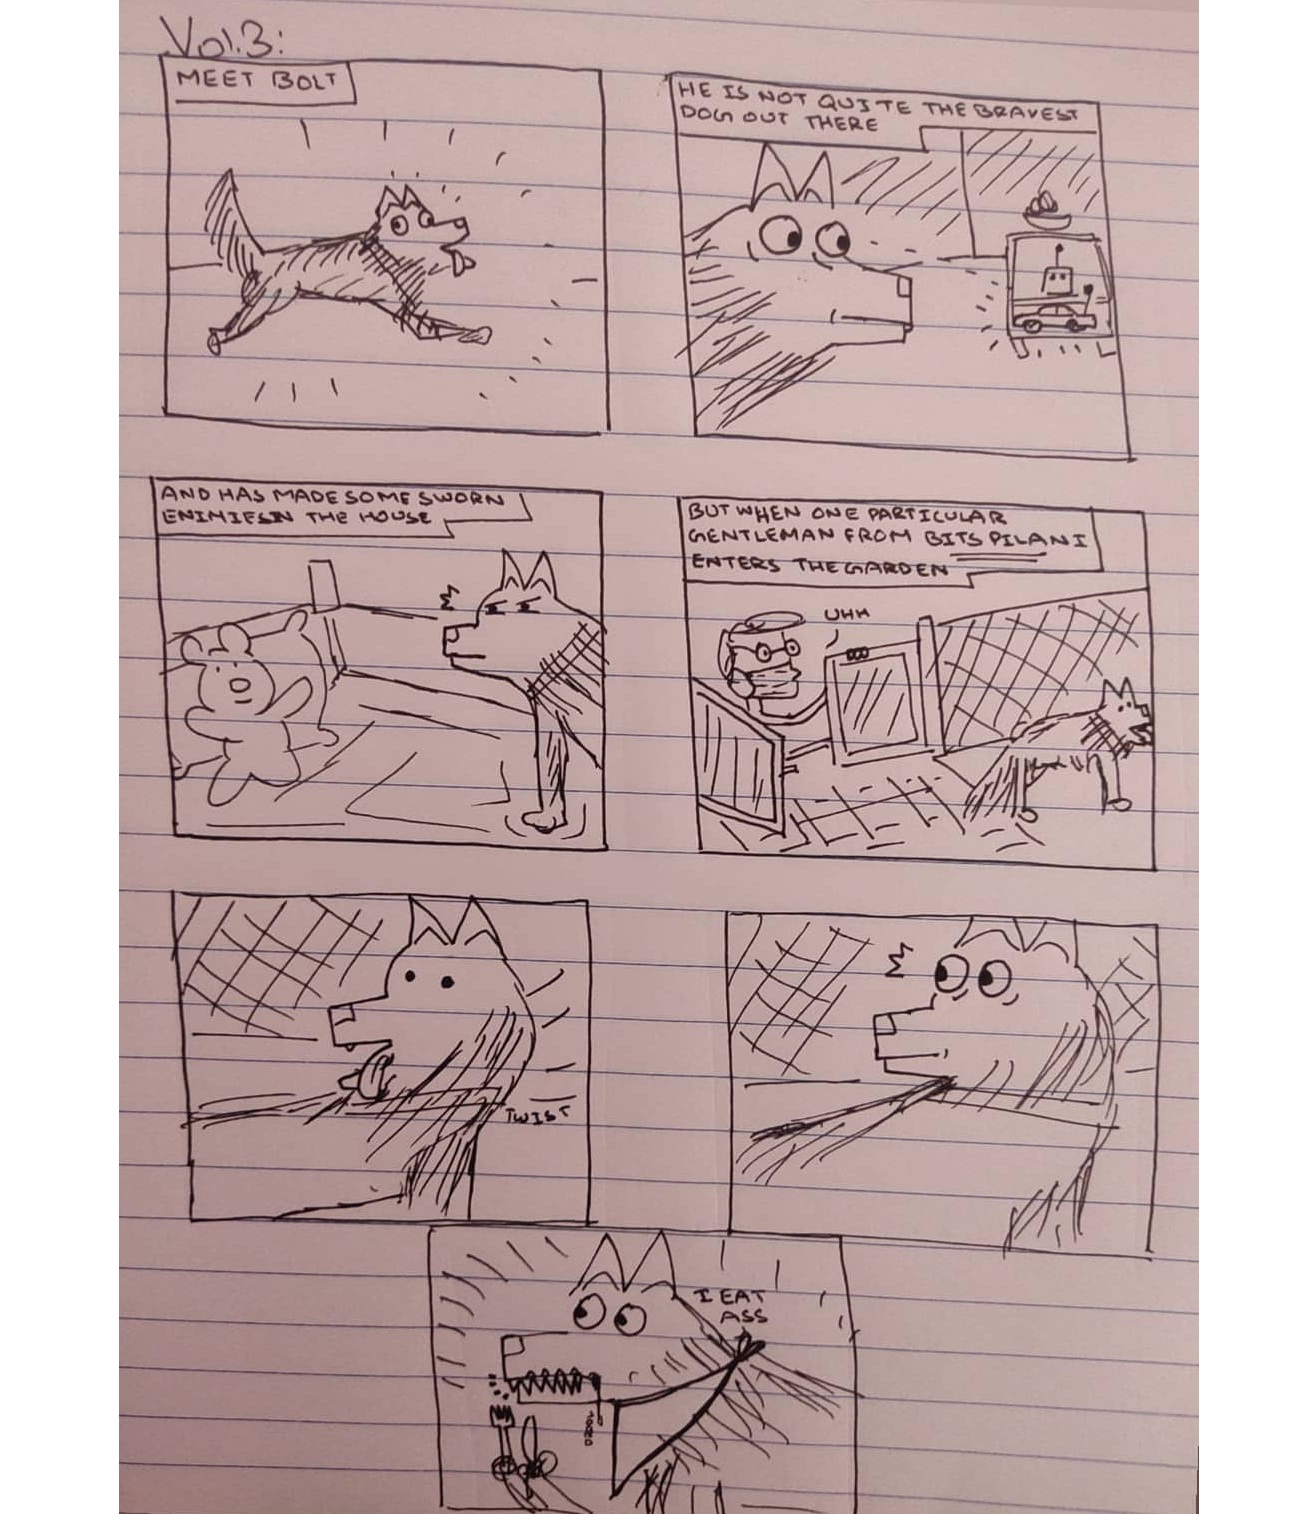 Vol.3:
MEET BOLT
HE IS NOT QUITE THE BRAVEST
DOG OUT THERE
AND HAS MADE SOME SWORN
ENIMIES IN THE HOUSE
BUT WHEN ONE PARTICULAR
GENTLEMAN FROM BITS PILANI
ENTERS THE GARDEN
UHH
TWIST
I EAT
ASS